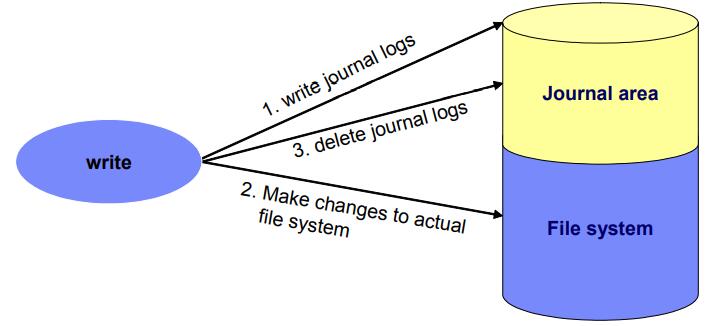 1. write journal logs
Journal area
3. delete journal logs
write
2. Make changes to actual
file system
File system